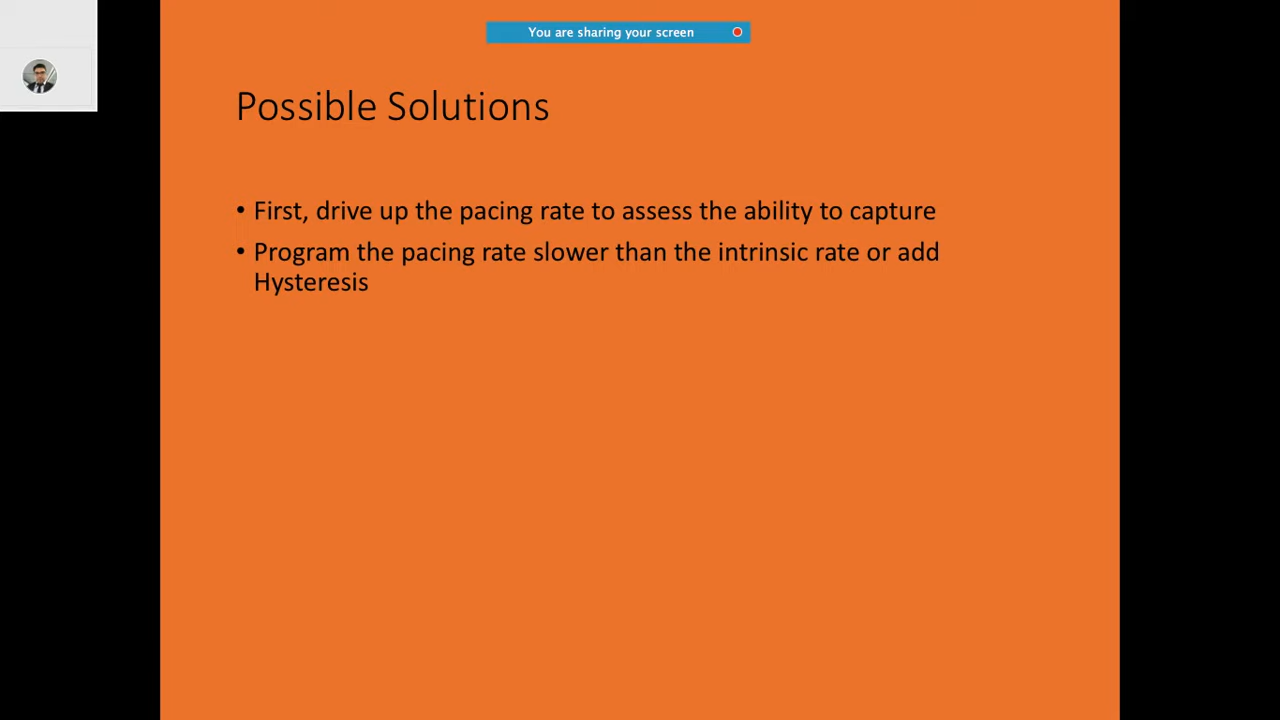 You are sharing your screen
Possible Solutions
• First, drive up the pacing rate to assess the ability to capture
• Program the pacing rate slower than the intrinsic rate or add
Hysteresis